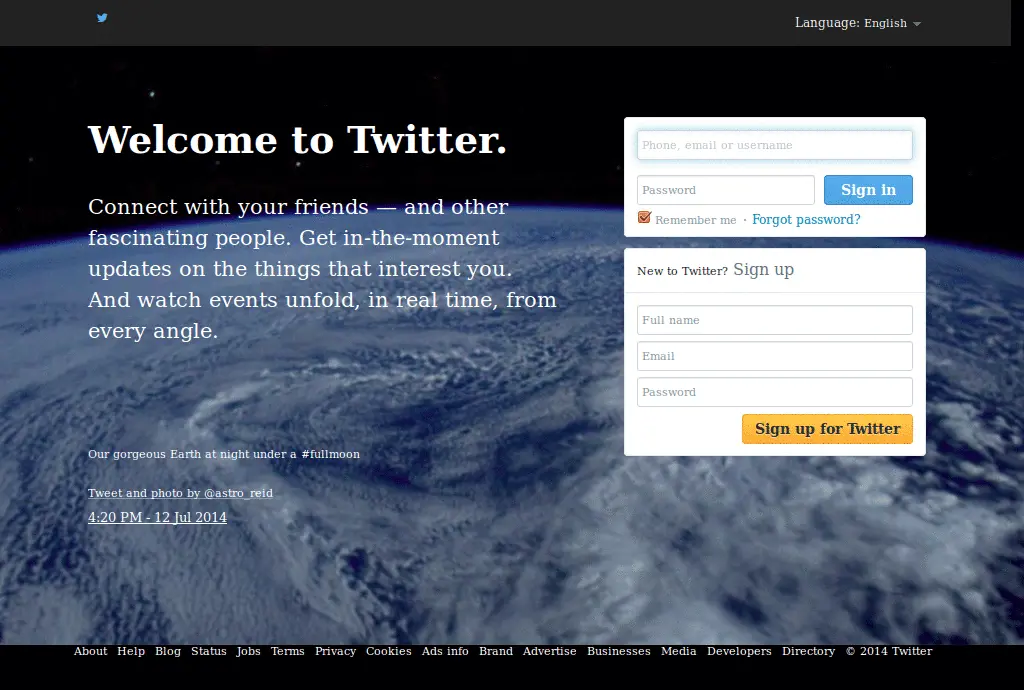 Language: English
Welcome to Twitter.
Connect with your friends — and other
fascinating people. Get in-the-moment
updates on the things that interest you.
And watch events unfold, in real time, from
every angle.
Our gorgeous Earth at night under a #fullmoon
Tweet and photo by @astro_reid
4:20 PM - 12 Jul 2014
Phone, email or username
Password
Sign in
Remember me · Forgot password?
New to Twitter? Sign up
Full name
Email
Password
Sign up for Twitter
About Help Blog Status Jobs Terms Privacy Cookies Ads info Brand Advertise Businesses Media Developers Directory © 2014 Twitter